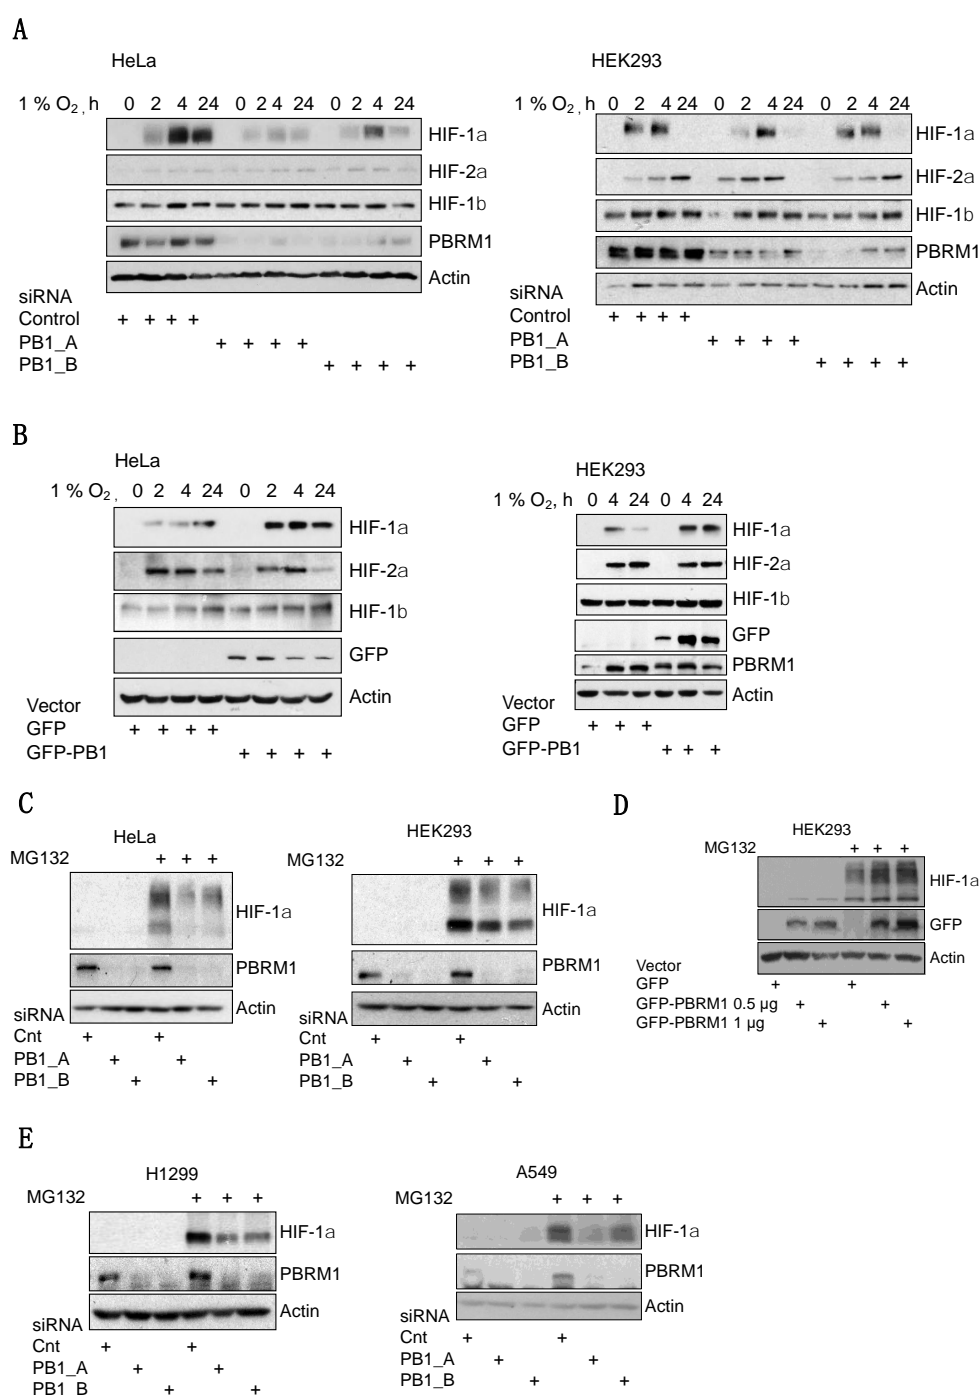 A
HeLa
1 % O2, h 0 2 4 24 0 2 4 24 0 2 4 24
HIF-1a
HIF-2a
HIF-1b
PBRM1
Actin
siRNA
Control + + + +
PB1_A + + + +
PB1_B + + + +
HEK293
1 % O2, h 0 2 4 24 0 2 4 24 0 2 4 24
HIF-1a
HIF-2a
HIF-1b
PBRM1
Actin
siRNA
Control + + + +
PB1_A + + + +
PB1_B + + + +
B
HeLa
1 % O2, 0 2 4 24 0 2 4 24
HIF-1a
HIF-2a
HIF-1b
GFP
Actin
Vector
GFP + + + +
GFP-PB1 + + + +
HEK293
1 % O2, h 0 4 24 0 4 24
HIF-1a
HIF-2a
HIF-1b
GFP
PBRM1
Actin
Vector
GFP + + +
GFP-PB1 + + +
C
HeLa
MG132 + + +
HIF-1a
PBRM1
Actin
siRNA
Cnt + +
PB1_A + +
PB1_B + +
HEK293
MG132 + + +
HIF-1a
PBRM1
Actin
siRNA
Cnt + +
PB1_A + +
PB1_B + +
D
HEK293
MG132 + + +
HIF-1a
GFP
Actin
Vector
GFP + +
GFP-PBRM1 0.5 µg + +
GFP-PBRM1 1 µg + +
E
H1299
MG132 + + +
HIF-1a
PBRM1
Actin
siRNA
Cnt + +
PB1_A + +
PB1_B + +
A549
MG132 + + +
HIF-1a
PBRM1
Actin
siRNA
Cnt + +
PB1_A + +
PB1_B + +